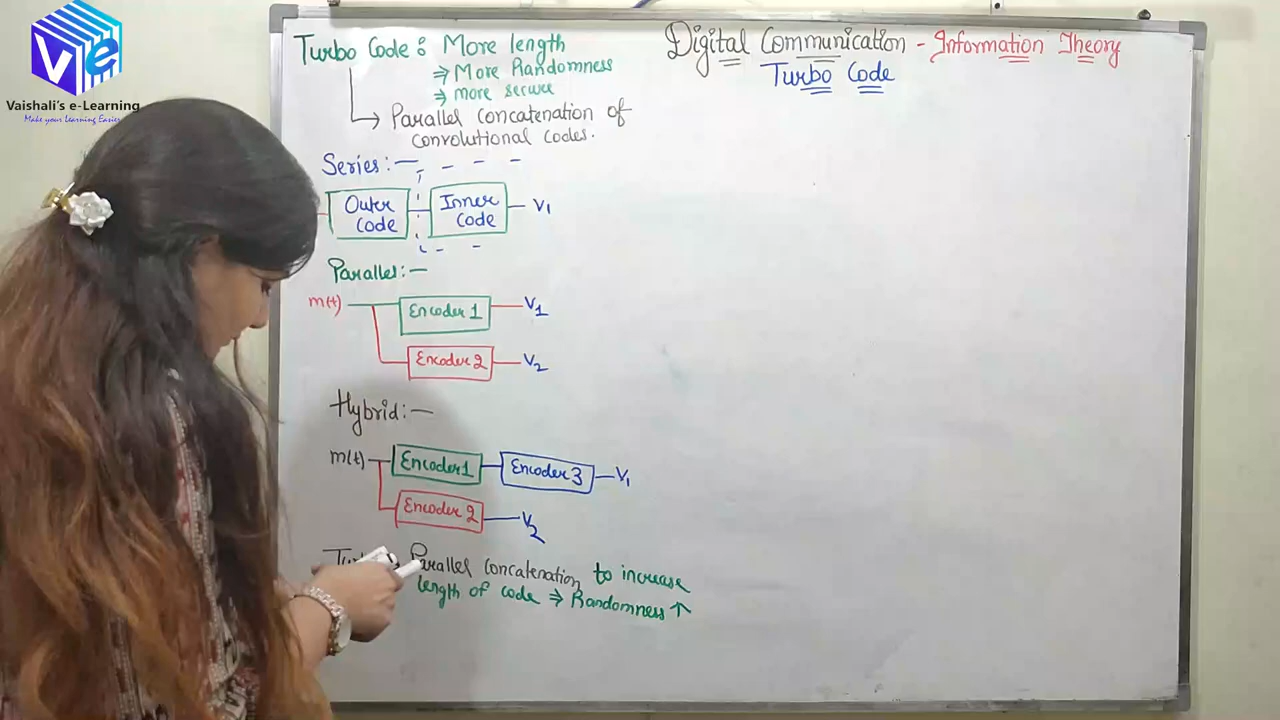 Ve
Vaishali's e-Learning
Make your Learning Easier
Digital Communication - Information Theory
Turbo Code
Turbo Code : More length
⇒ More Randomness
⇒ more secure
Parallel concatenation of
convolutional codes.
Series:-
Outer Code
Inner Code
V1
Parallel:-
m(t)
Encoder 1
V1
Encoder 2
V2
Hybrid:-
m(t)
Encoder1
Encoder 3
V1
Encoder 2
V2
Parallel concatenation to increase
length of code ⇒ Randomness ↑